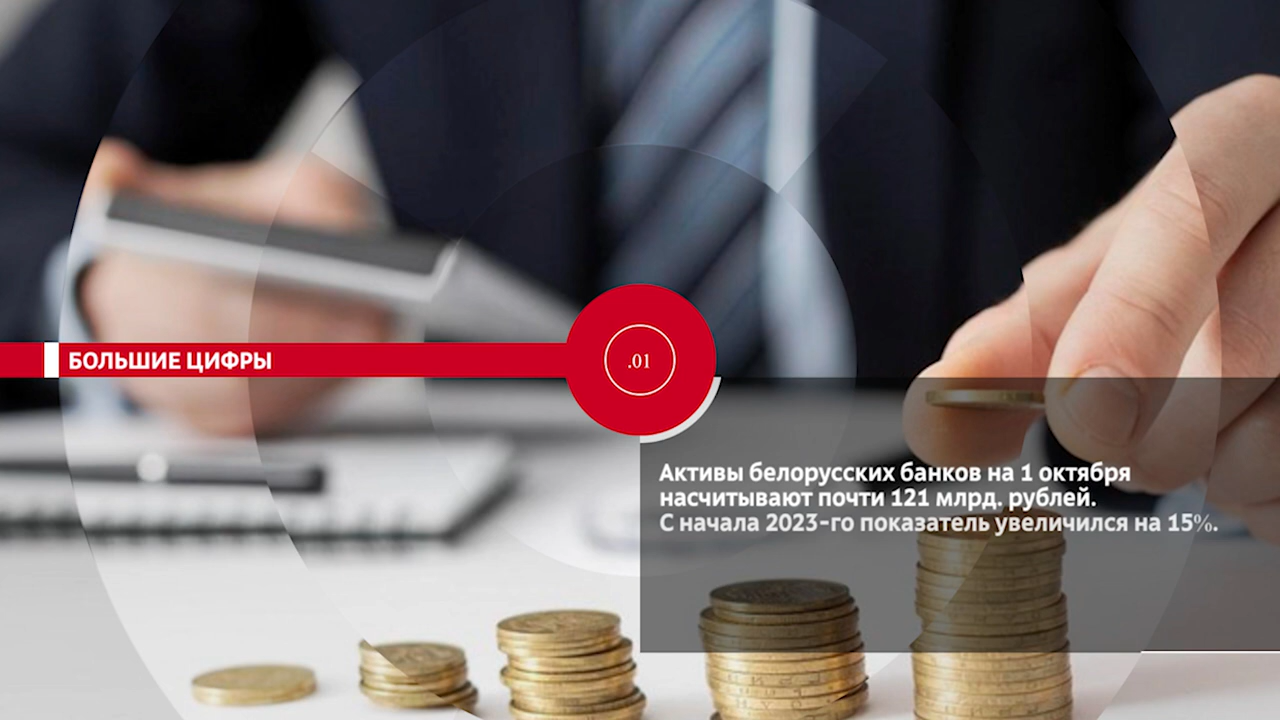 БОЛЬШИЕ ЦИФРЫ
.01
Активы белорусских банков на 1 октября
насчитывают почти 121 млрд. рублей.
С начала 2023-го показатель увеличился на 15%.